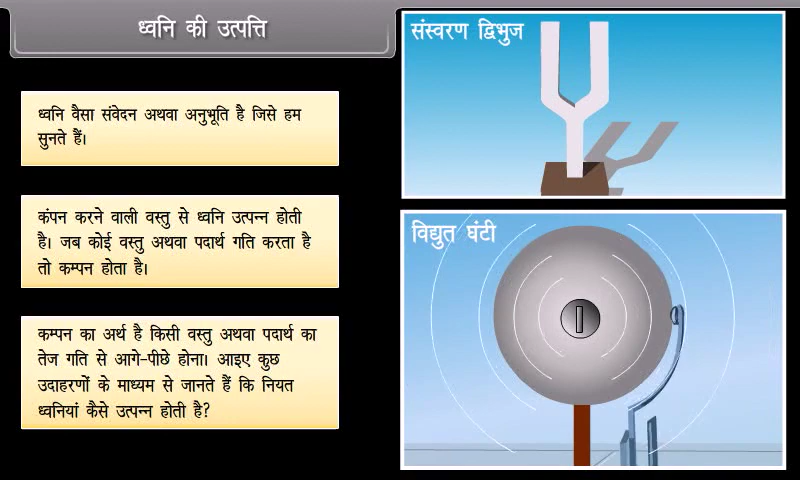 ध्वनि की उत्पत्ति
ध्वनि वैसा संवेदन अथवा अनुभूति है जिसे हम
सुनते हैं।
कंपन करने वाली वस्तु से ध्वनि उत्पन्न होती
है। जब कोई वस्तु अथवा पदार्थ गति करता है
तो कम्पन होता है।
कम्पन का अर्थ है किसी वस्तु अथवा पदार्थ का
तेज गति से आगे-पीछे होना। आइए कुछ
उदाहरणों के माध्यम से जानते हैं कि नियत
ध्वनियां कैसे उत्पन्न होती है?
संस्वरण द्विभुज
विद्युत घंटी